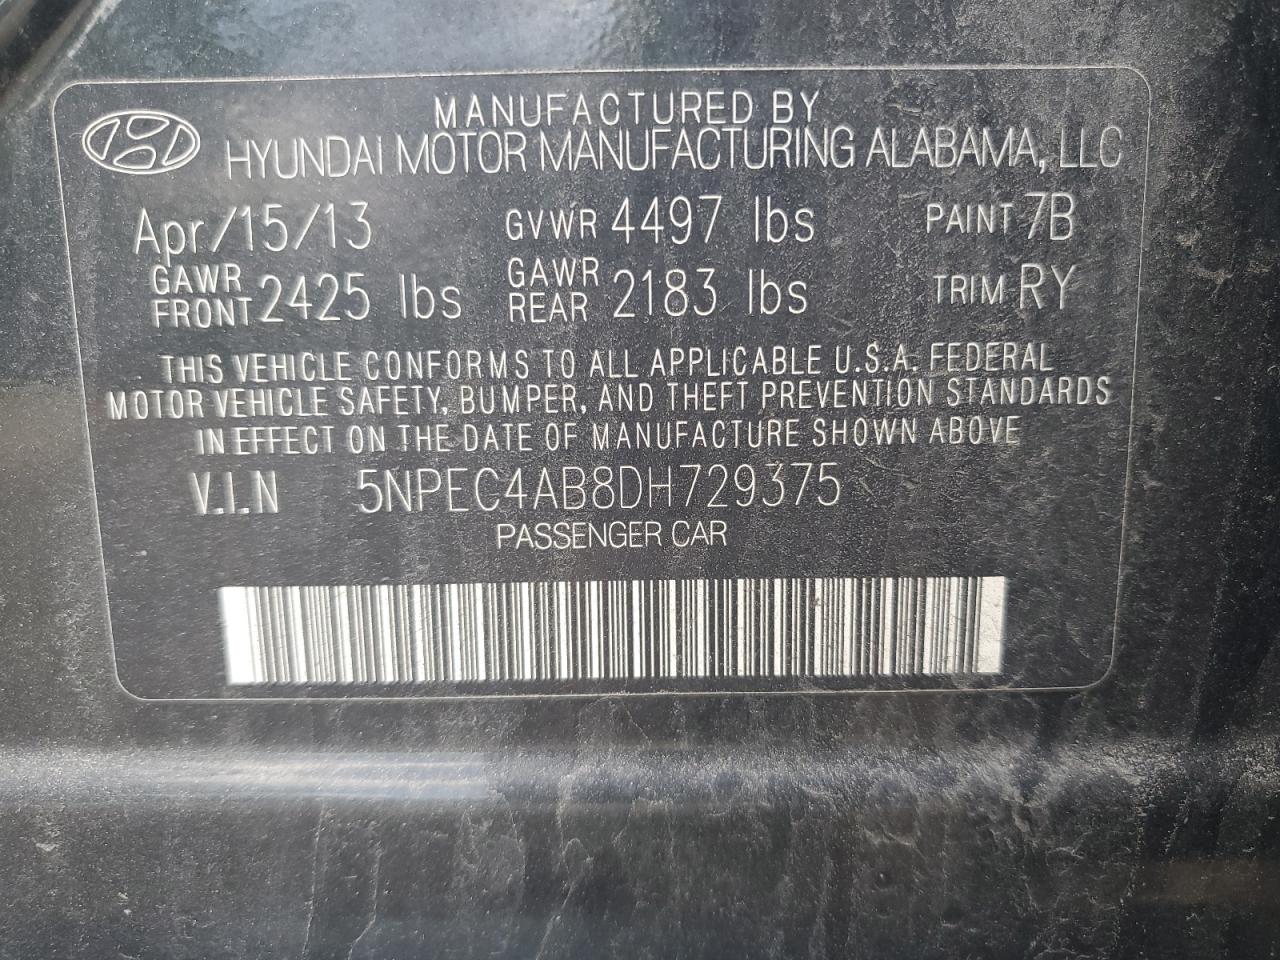 MANUFACTURED BY
HYUNDAI MOTOR MANUFACTURING ALABAMA, LLC
Apr/15/13 GVWR 4497 lbs PAINT 7B
GAWR FRONT 2425 lbs GAWR REAR 2183 lbs TRIM RY
THIS VEHICLE CONFORMS TO ALL APPLICABLE U.S.A. FEDERAL
MOTOR VEHICLE SAFETY, BUMPER, AND THEFT PREVENTION STANDARDS
IN EFFECT ON THE DATE OF MANUFACTURE SHOWN ABOVE
V.I.N 5NPEC4AB8DH729375
PASSENGER CAR